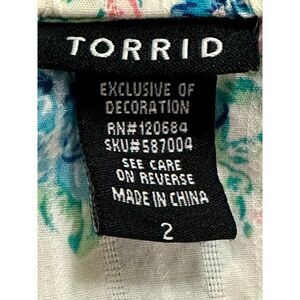 TORRID
EXCLUSIVE OF
DECORATION
RN#120684
SKU#587004
SEE CARE
ON REVERSE
MADE IN CHINA
2